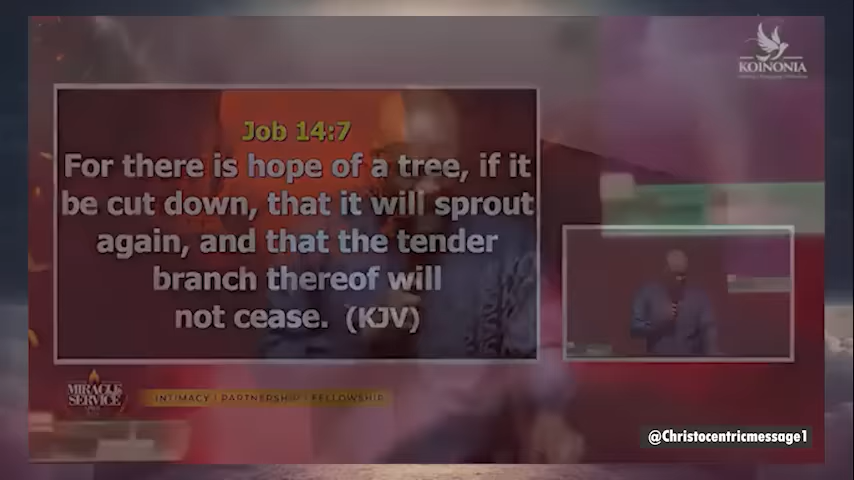 KOINONIA
Job 14:7
For there is hope of a tree, if it
be cut down, that it will sprout
again, and that the tender
branch thereof will
not cease. (KJV)
MIRACLE
SERVICE
INTIMACY | PARTNERSHIP | FELLOWSHIP
@Christocentricmessage1